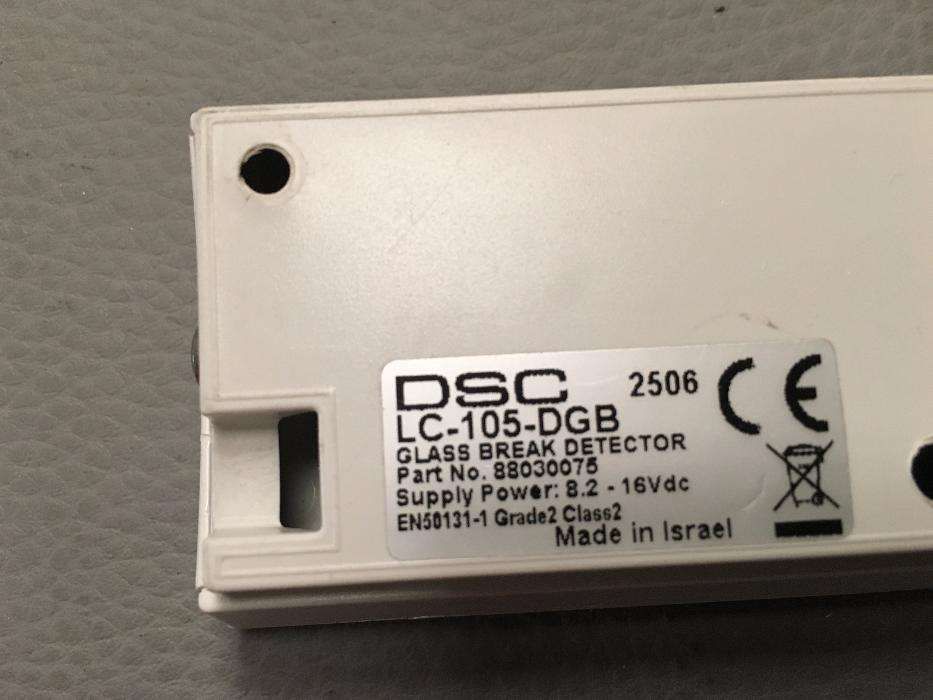 DSC 2506 CE
LC-105-DGB
GLASS BREAK DETECTOR
Part No. 88030075
Supply Power: 8.2 - 16Vdc
EN50131-1 Grade2 Class2
Made in Israel